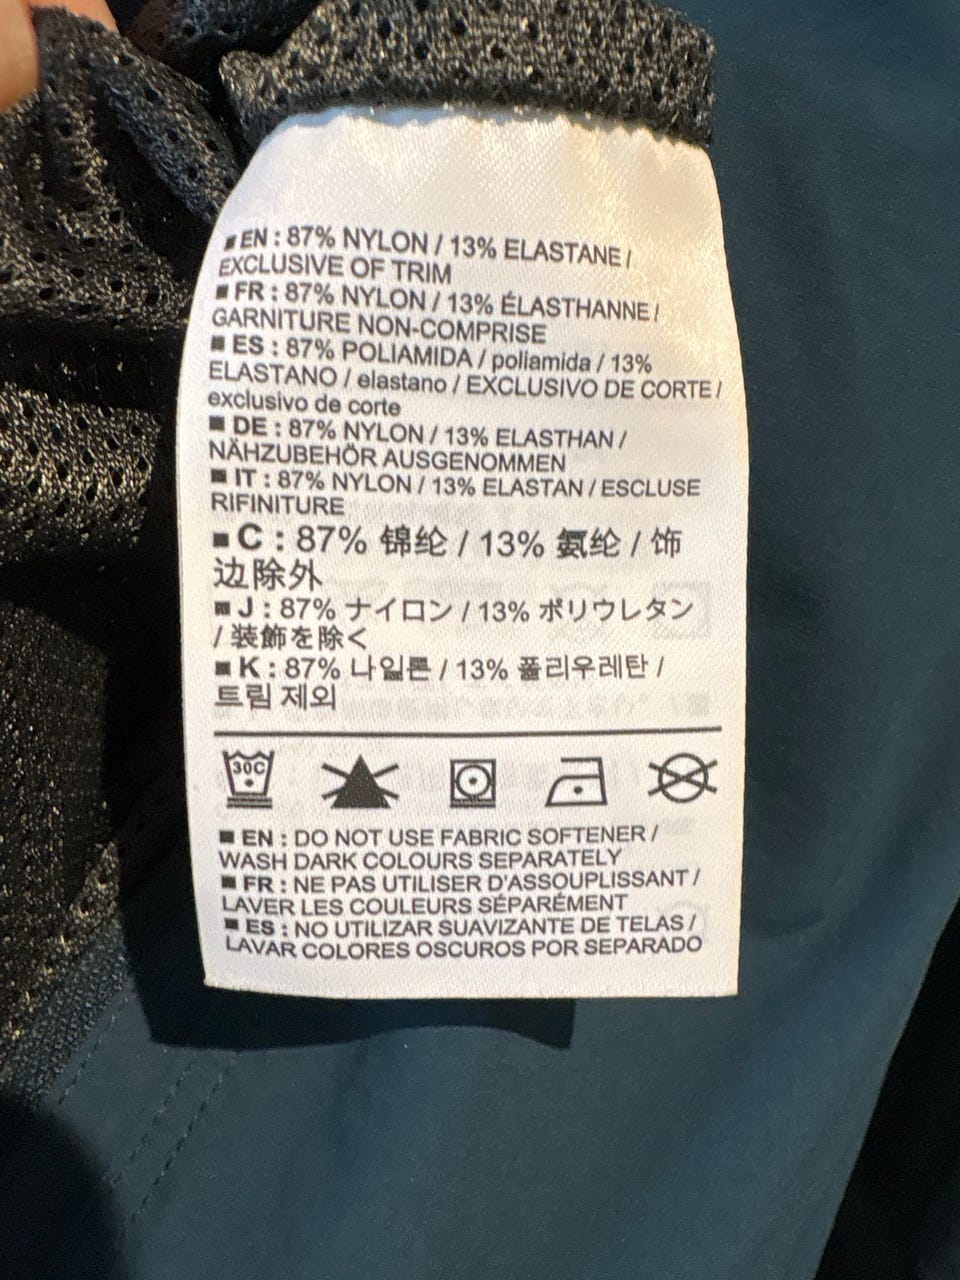 ■ EN : 87% NYLON / 13% ELASTANE /
EXCLUSIVE OF TRIM
■ FR : 87% NYLON / 13% ÉLASTHANNE /
GARNITURE NON-COMPRISE
■ ES : 87% POLIAMIDA / poliamida / 13%
ELASTANO / elastano / EXCLUSIVO DE CORTE /
exclusivo de corte
■ DE : 87% NYLON / 13% ELASTHAN /
NÄHZUBEHÖR AUSGENOMMEN
■ IT : 87% NYLON / 13% ELASTAN / ESCLUSE
RIFINITURE
■ C : 87% 锦纶 / 13% 氨纶 / 饰
边除外
■ J : 87% ナイロン / 13% ポリウレタン
/ 装飾を除く
■ K : 87% 나일론 / 13% 폴리우레탄 /
트림 제외
30C
■ EN : DO NOT USE FABRIC SOFTENER /
WASH DARK COLOURS SEPARATELY
■ FR : NE PAS UTILISER D'ASSOUPLISSANT /
LAVER LES COULEURS SÉPARÉMENT
■ ES : NO UTILIZAR SUAVIZANTE DE TELAS /
LAVAR COLORES OSCUROS POR SEPARADO